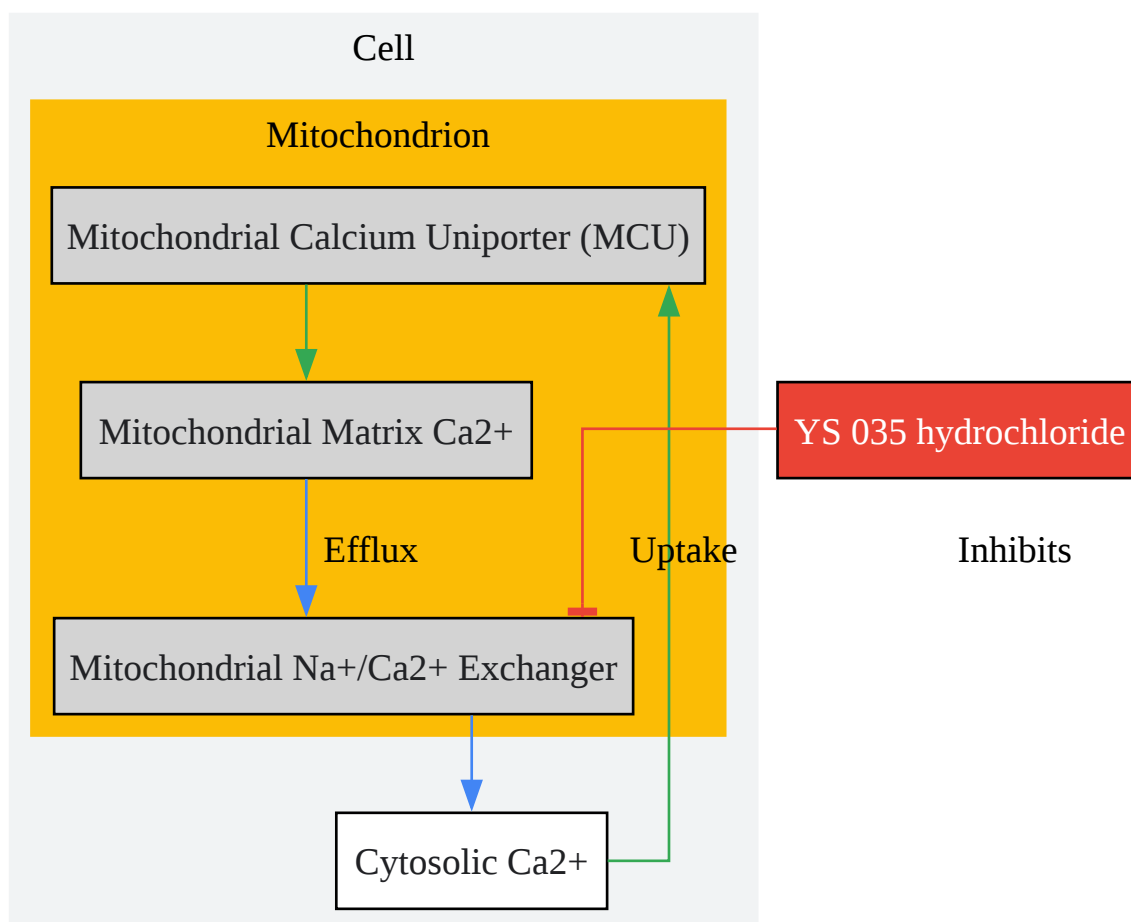 Cell
Mitochondrion
Mitochondrial Calcium Uniporter (MCU)
Mitochondrial Matrix Ca2+
YS 035 hydrochloride
Efflux
Uptake
Inhibits
Mitochondrial Na+/Ca2+ Exchanger
Cytosolic Ca2+